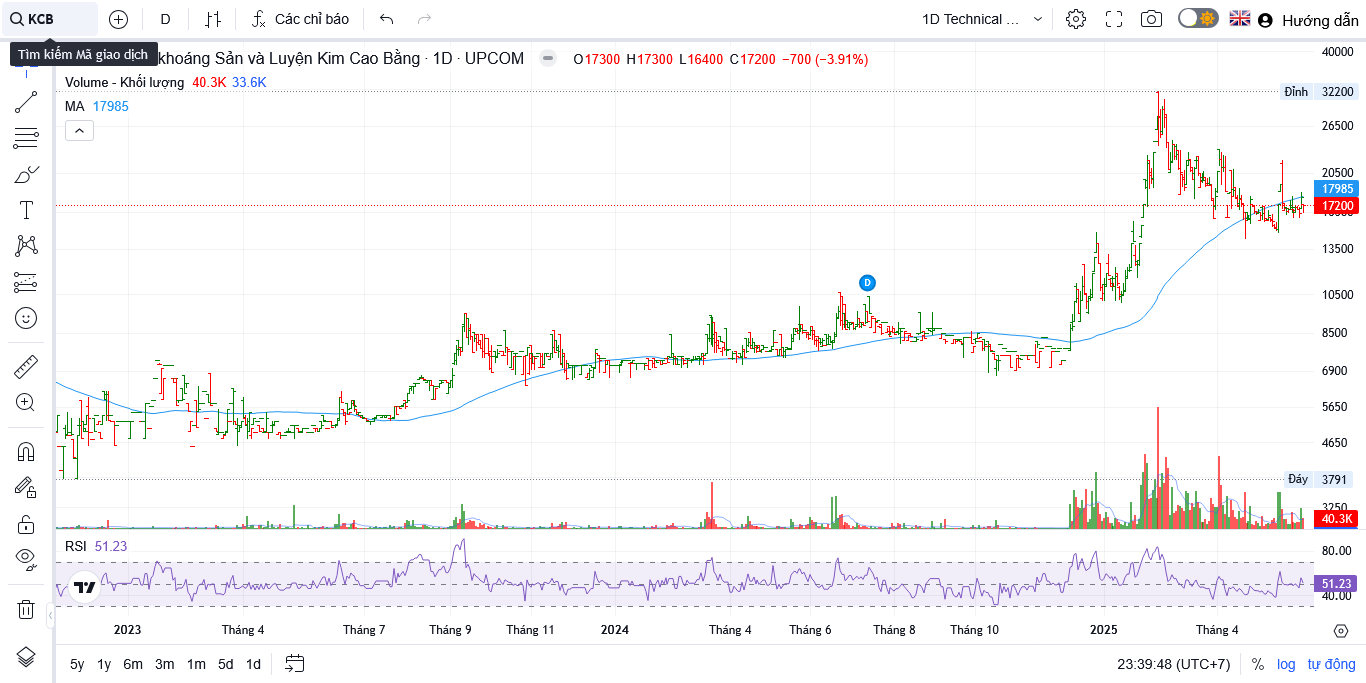 KCB
D
Các chỉ báo
1D Technical ...
Hướng dẫn
Tìm kiếm Mã giao dịch
khoáng Sản và Luyện Kim Cao Bằng · 1D · UPCOM
O17300 H17300 L16400 C17200 −700 (−3.91%)
Volume - Khối lượng 40.3K 33.6K
MA 17985
40000
Đỉnh 32200
26500
20500
17985
17200
13500
D
10500
8500
6900
5650
4650
Đáy 3791
3250
40.3K
RSI 51.23
80.00
51.23
40.00
2023 Tháng 4 Tháng 7 Tháng 9 Tháng 11 2024 Tháng 4 Tháng 6 Tháng 8 Tháng 10 2025 Tháng 4
5y 1y 6m 3m 1m 5d 1d
23:39:48 (UTC+7) % log tự động